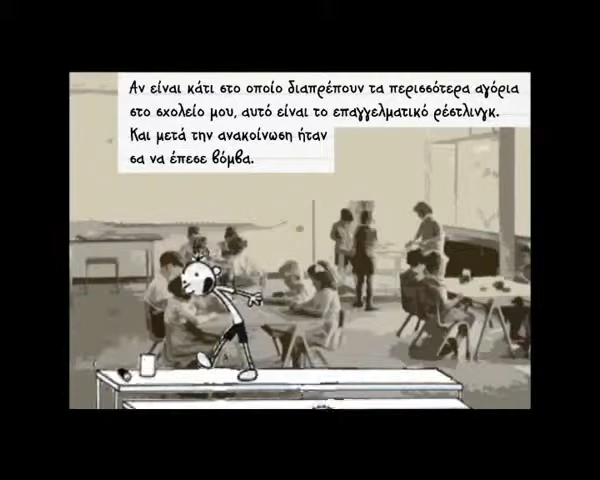 Αν είναι κάτι στο οποίο διαπρέπουν τα περισσότερα αγόρια
στο σχολείο μου, αυτό είναι το επαγγελματικό ρέστλινγκ.
Και μετά την ανακοίνωση ήταν
σα να έπεσε βόμβα.